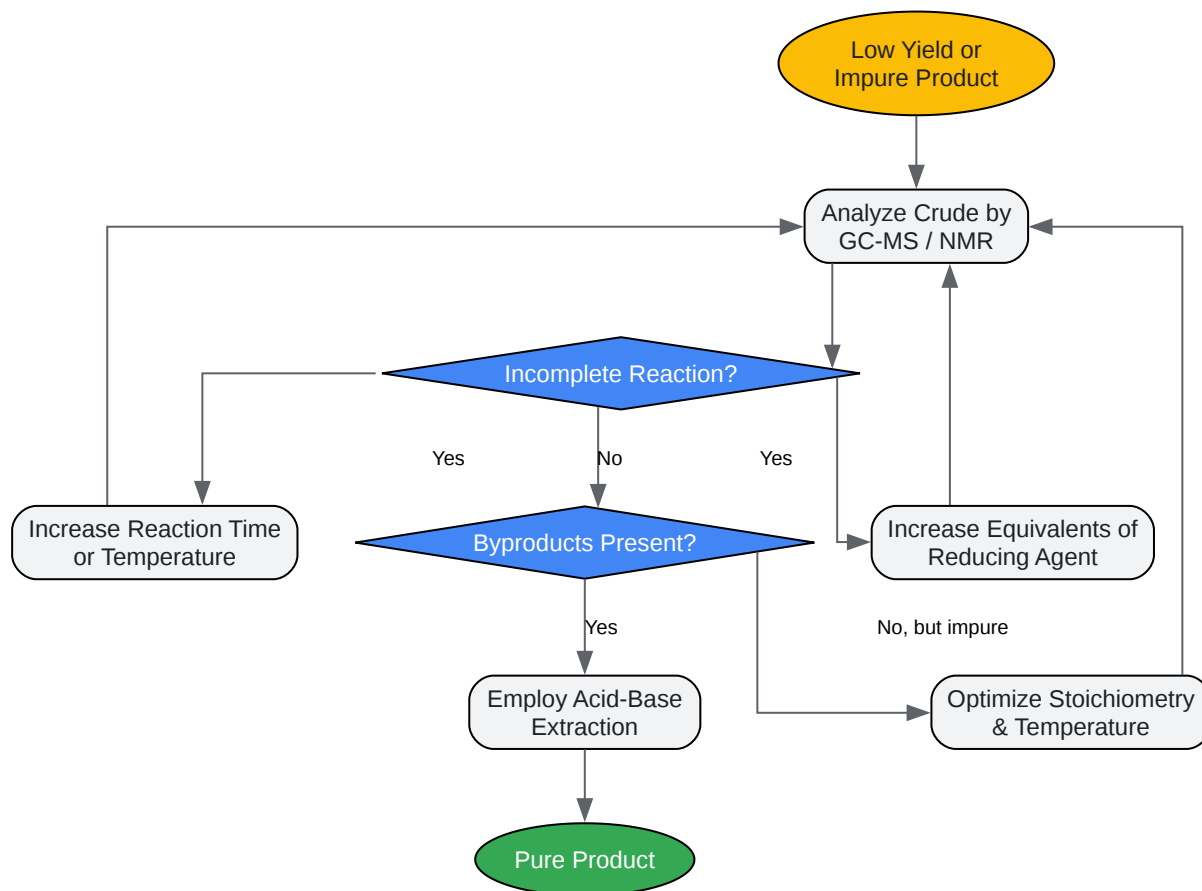 Low Yield or
Impure Product
Analyze Crude by
GC-MS / NMR
Incomplete Reaction?
Yes
No
Yes
Increase Reaction Time
or Temperature
Byproducts Present?
Increase Equivalents of
Reducing Agent
Yes
No, but impure
Employ Acid-Base
Extraction
Optimize Stoichiometry
& Temperature
Pure Product